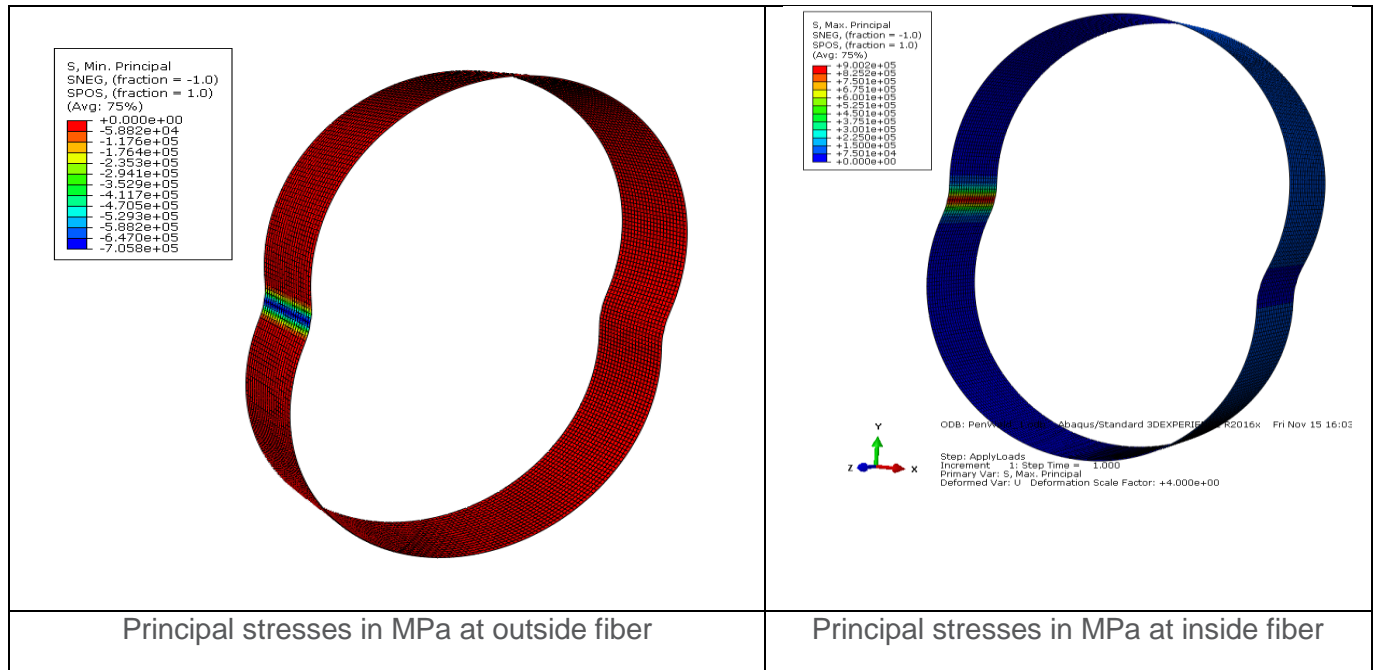 S, Min. Principal
SNEG, (fraction = -1.0)
SPOS, (fraction = 1.0)
(Avg: 75%)
+0.000e+00
-5.882e+04
-1.176e+05
-1.764e+05
-2.353e+05
-2.941e+05
-3.529e+05
-4.117e+05
-4.705e+05
-5.293e+05
-5.882e+05
-6.470e+05
-7.058e+05
S, Max. Principal
SNEG, (fraction = -1.0)
SPOS, (fraction = 1.0)
(Avg: 75%)
+9.002e+05
+8.252e+05
+7.501e+05
+6.751e+05
+6.001e+05
+5.251e+05
+4.501e+05
+3.751e+05
+3.001e+05
+2.250e+05
+1.500e+05
+7.501e+04
+0.000e+00
Y
Z
X
ODB: Abaqus/Standard R2016x Fri Nov 15 16:03
Step: ApplyLoads
Increment 1: Step Time = 1.000
Primary Var: S, Max. Principal
Deformed Var: U Deformation Scale Factor: +4.000e+00
Principal stresses in MPa at outside fiber
Principal stresses in MPa at inside fiber